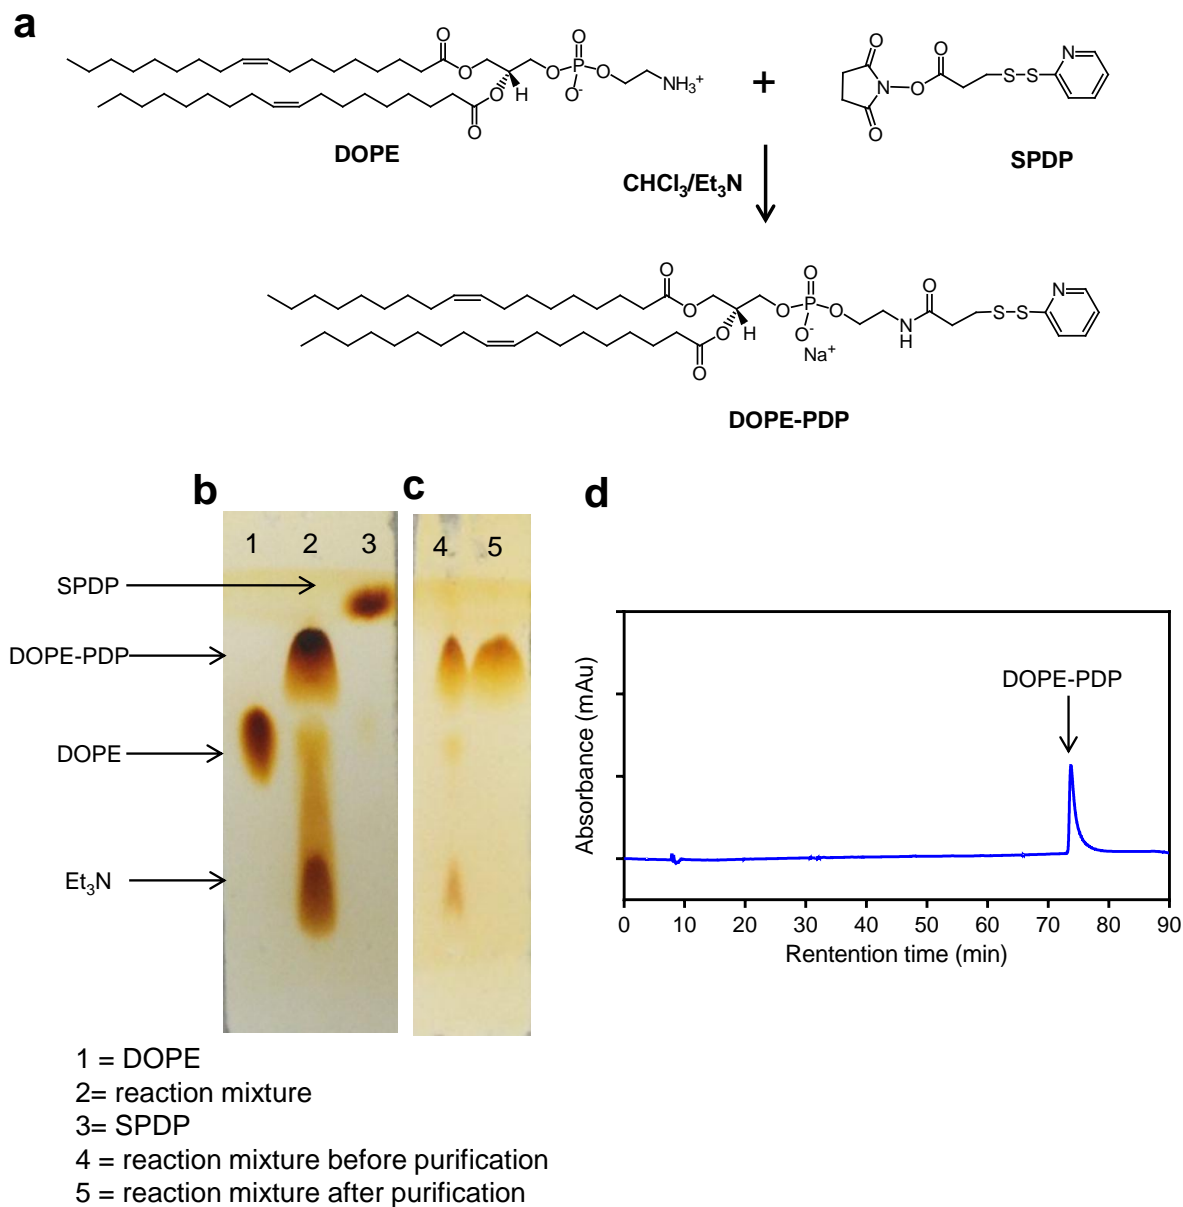 a
O
O
O
P
O
O
O
O-
NH3+
H
O
O
DOPE
+
O
N
O
O
O
S
S
N
SPDP
CHCl3/Et3N
O
O
O
P
O
O
O
O-
Na+
H
O
O
N
H
O
S
S
N
DOPE-PDP
b
c
d
1 2 3
4 5
SPDP
DOPE-PDP
DOPE
Et3N
Absorbance (mAu)
DOPE-PDP
0 10 20 30 40 50 60 70 80 90
Rentention time (min)
1 = DOPE
2= reaction mixture
3= SPDP
4 = reaction mixture before purification
5 = reaction mixture after purification